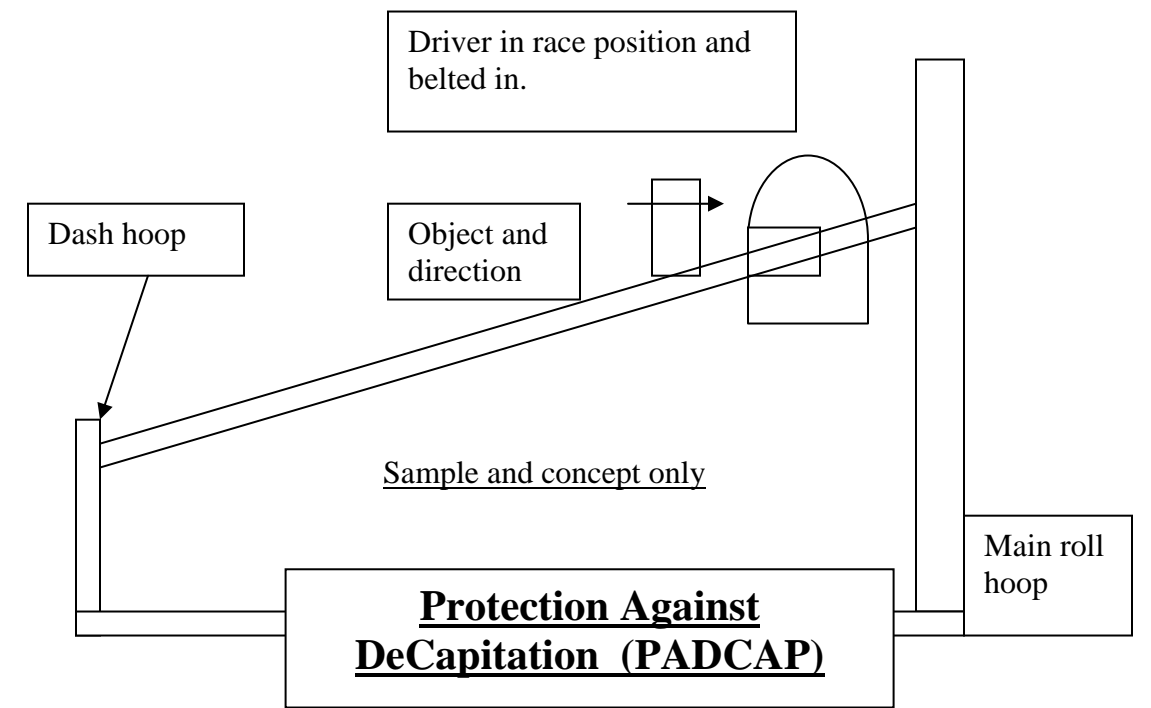 Driver in race position and
belted in.
Dash hoop
Object and
direction
Sample and concept only
Main roll
hoop
Protection Against
DeCapitation  (PADCAP)